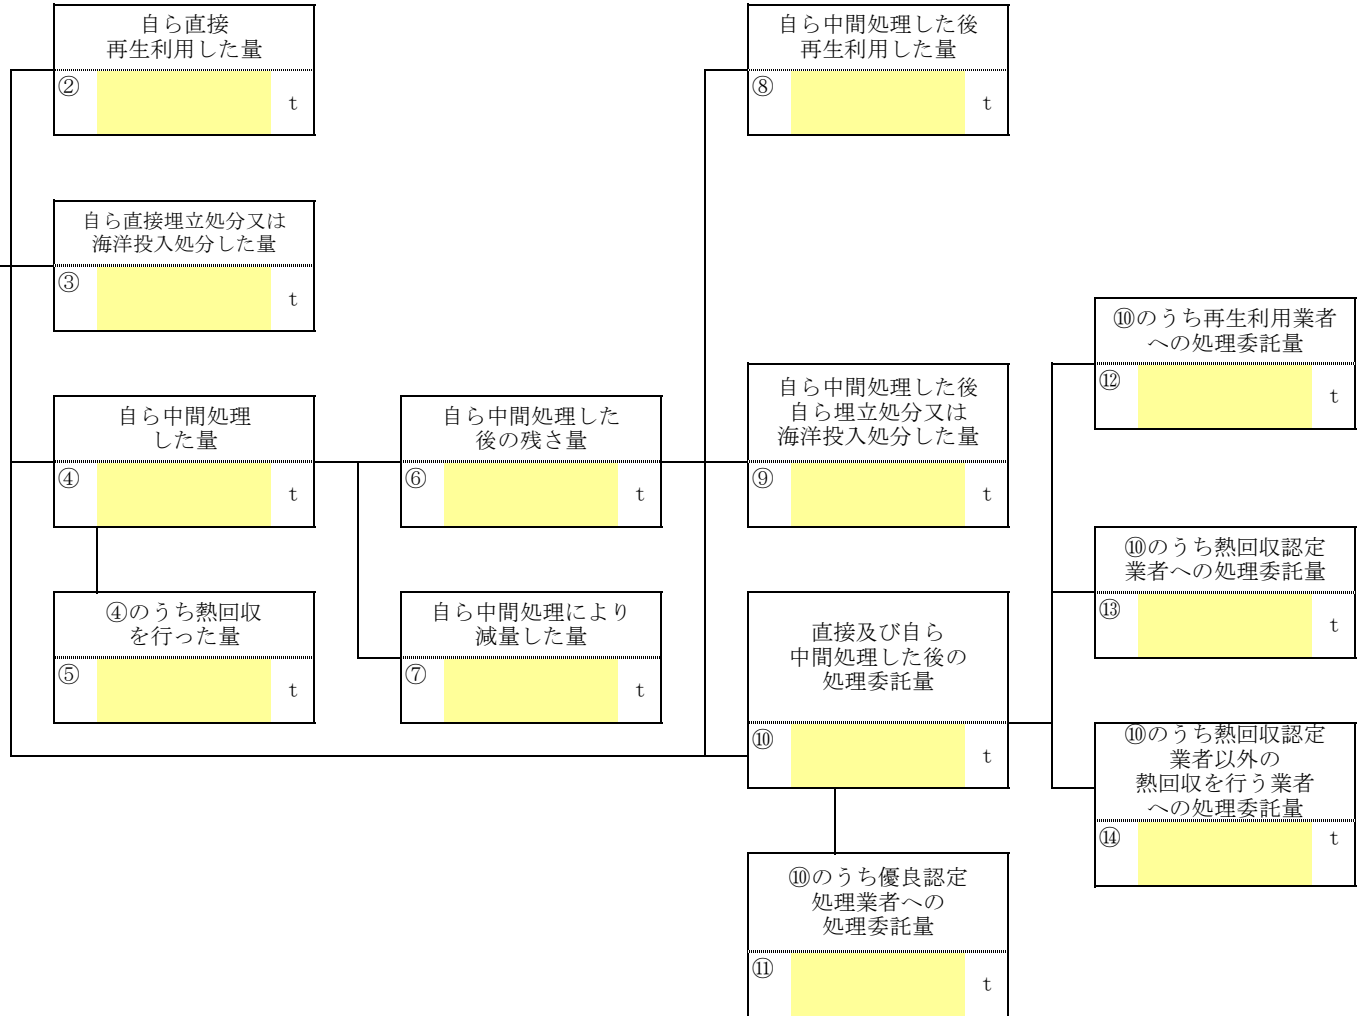 自ら直接
再生利用した量
②
t
自ら直接埋立処分又は
海洋投入処分した量
③
t
自ら中間処理
した量
④
t
④のうち熱回収
を行った量
⑤
t
自ら中間処理した
後の残さ量
⑥
t
自ら中間処理により
減量した量
⑦
t
自ら中間処理した後
再生利用した量
⑧
t
自ら中間処理した後
自ら埋立処分又は
海洋投入処分した量
⑨
t
直接及び自ら
中間処理した後の
処理委託量
⑩
t
⑩のうち優良認定
処理業者への
処理委託量
⑪
t
⑩のうち再生利用業者
への処理委託量
⑫
t
⑩のうち熱回収認定
業者への処理委託量
⑬
t
⑩のうち熱回収認定
業者以外の
熱回収を行う業者
への処理委託量
⑭
t